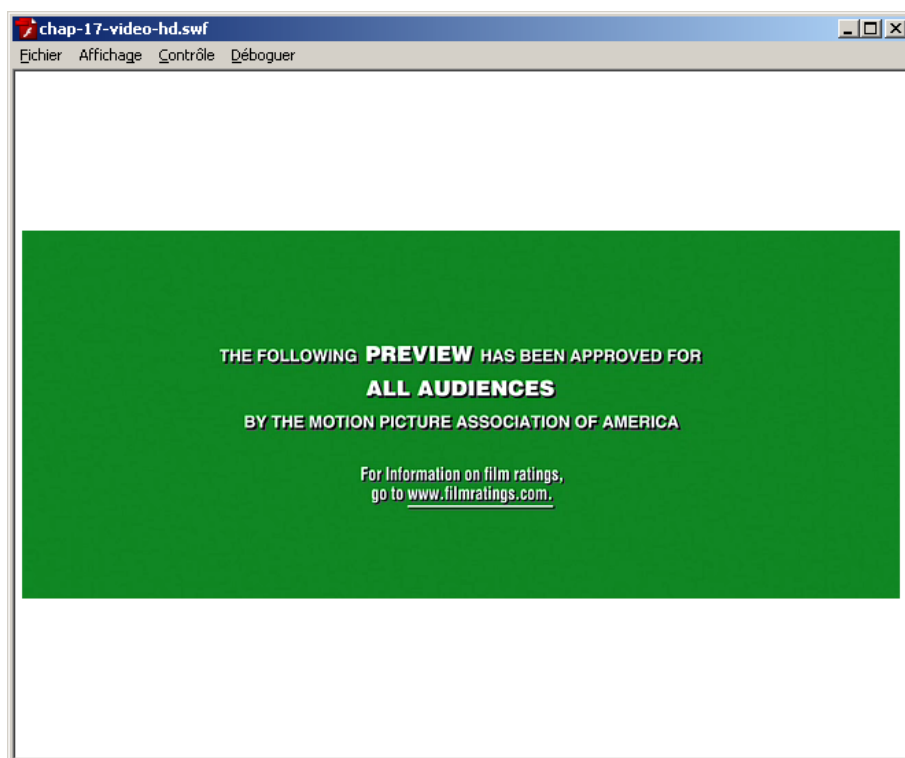 chap-17-video-hd.swf
Fichier Affichage Contrôle Déboguer
THE FOLLOWING PREVIEW HAS BEEN APPROVED FOR
ALL AUDIENCES
BY THE MOTION PICTURE ASSOCIATION OF AMERICA
For Information on film ratings,
go to www.filmratings.com.